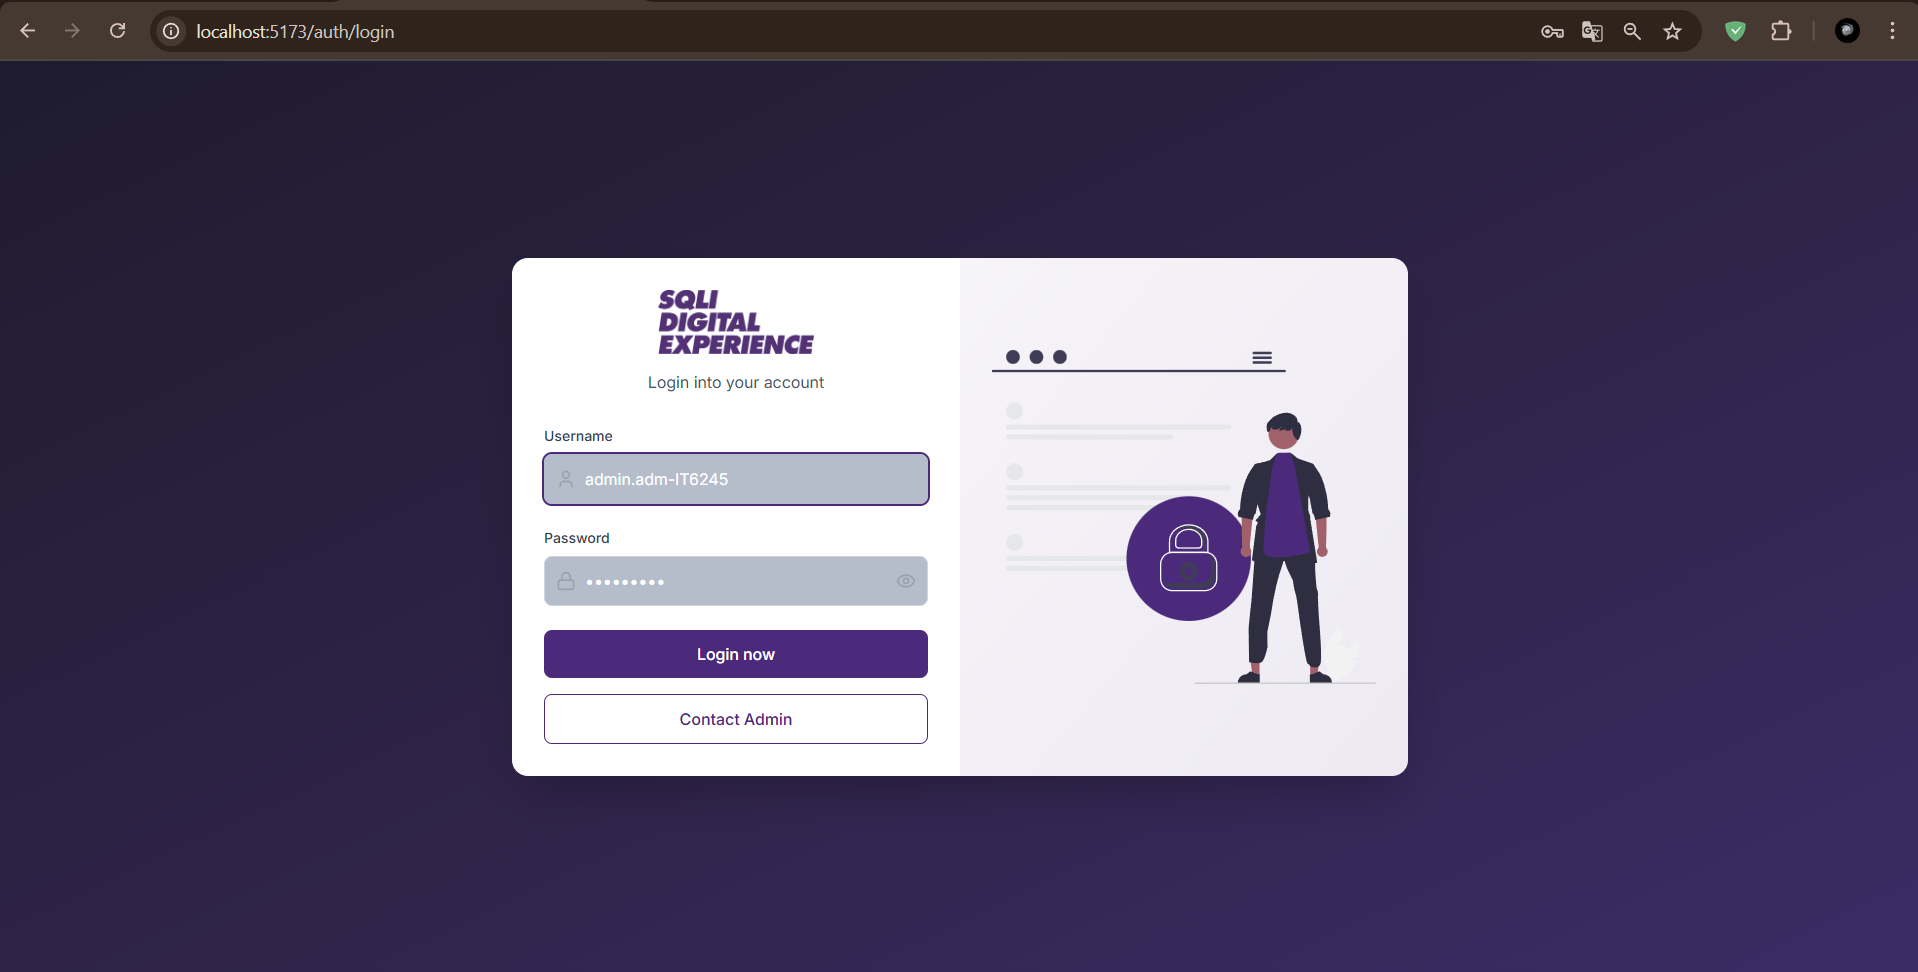 localhost:5173/auth/login
SQLI
DIGITAL
EXPERIENCE
Login into your account
Username
admin.adm-IT6245
Password
•••••••••
Login now
Contact Admin